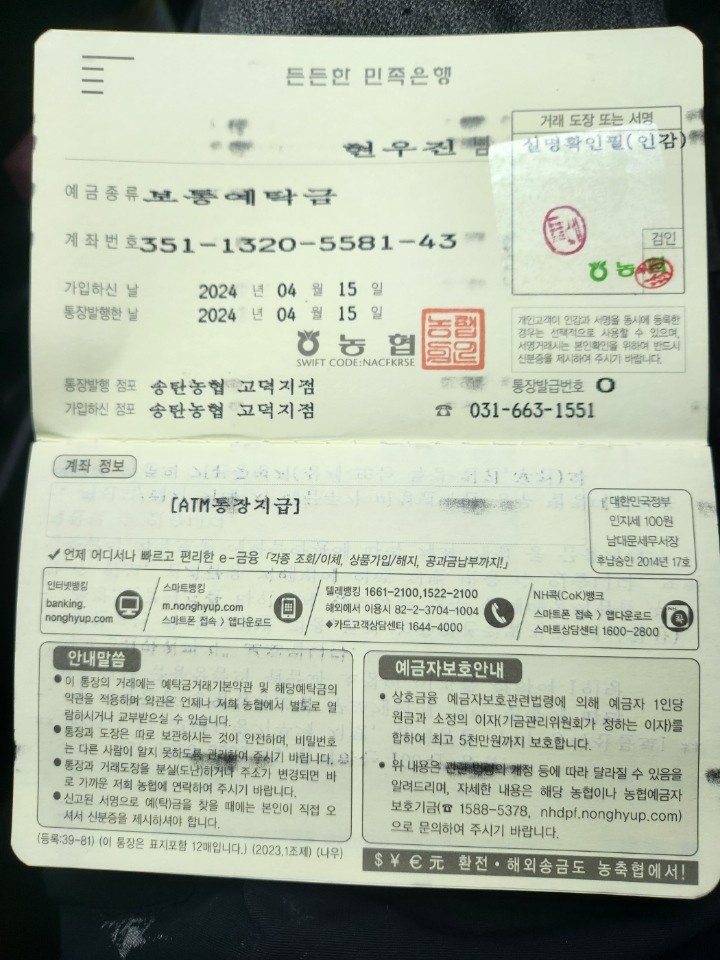 든든한 민족은행
현우진 님
거래 도장 또는 서명
실명확인필(인감)
예금종류 보통예탁금
계좌번호 351-1320-5581-43
검인
농협
가입하신 날 2024 년 04 월 15 일
통장발행한 날 2024 년 04 월 15 일
농협
SWIFT CODE:NACFKRSE
개인고객이 인감과 서명을 동시에 등록한
경우는 선택적으로 사용할 수 있으며,
서명거래시는 본인확인을 위하여 반드시
신분증을 제시하여 주시기 바랍니다.
통장발행 점포 송탄농협 고덕지점
통장발급번호 0
가입하신 점포 송탄농협 고덕지점
☎ 031-663-1551
계좌 정보
[ATM통장지급]
대한민국정부
인지세 100원
남대문세무서장
후납승인 2014년 17호
✓ 언제 어디서나 빠르고 편리한 e-금융 「각종 조회/이체, 상품가입/해지, 공과금납부까지!」
인터넷뱅킹
banking.
nonghyup.com
스마트뱅킹
m.nonghyup.com
스마트폰 접속 > 앱다운로드
텔레뱅킹 1661-2100,1522-2100
해외에서 이용시 82-2-3704-1004
◆카드고객상담센터 1644-4000
NH콕(CoK)뱅크
스마트폰 접속 > 앱다운로드
스마트상담센터 1600-2800
콕
안내말씀
● 이 통장의 거래에는 예탁금거래기본약관 및 해당예탁금의
약관을 적용하며 약관은 언제나 저희 농협에서 별도로 열
람하시거나 교부받으실 수 있습니다.
● 통장과 도장은 따로 보관하시는 것이 안전하며, 비밀번호
는 다른 사람이 알지 못하도록 관리하여 주시기 바랍니다.
● 통장과 거래도장을 분실(도난)하거나 주소가 변경되면 바
로 가까운 저희 농협에 연락하여 주시기 바랍니다.
● 신고된 서명으로 예(탁)금을 찾을 때에는 본인이 직접 오
셔서 신분증을 제시하셔야 합니다.
(등록:39-81) (이 통장은 표지포함 12매입니다.) (2023.1조제) (나우)
예금자보호안내
● 상호금융 예금자보호관련법령에 의해 예금자 1인당
원금과 소정의 이자(기금관리위원회가 정하는 이자)를
합하여 최고 5천만원까지 보호합니다.
● 위 내용은 관련 법령의 개정 등에 따라 달라질 수 있음을
알려드리며, 자세한 내용은 해당 농협이나 농협예금자
보호기금(☎ 1588-5378, nhdpf.nonghyup.com)
으로 문의하여 주시기 바랍니다.
$ ¥ € 元 환전·해외송금도 농축협에서!